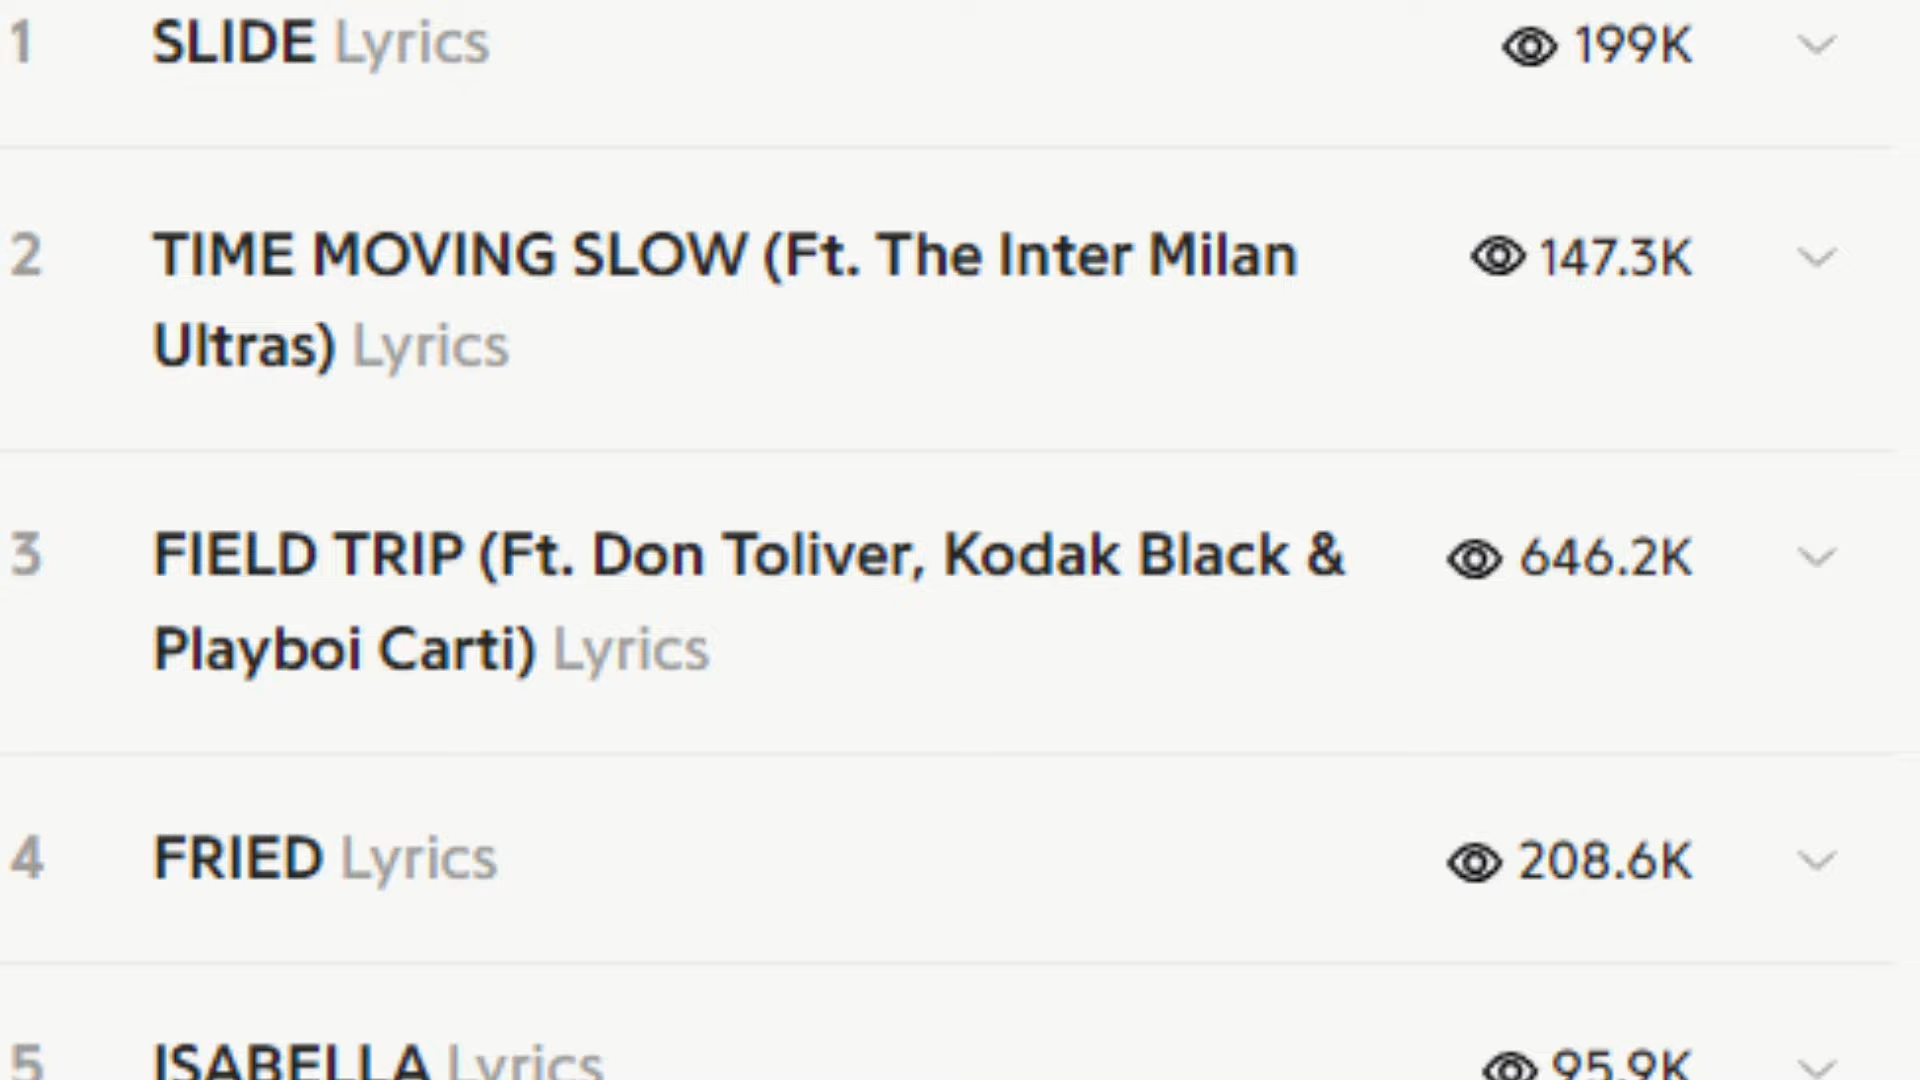 1 SLIDE Lyrics 199K
2 TIME MOVING SLOW (Ft. The Inter Milan 147.3K
Ultras) Lyrics
3 FIELD TRIP (Ft. Don Toliver, Kodak Black & 646.2K
Playboi Carti) Lyrics
4 FRIED Lyrics 208.6K
5 ISABELLA Lyrics 95.9K